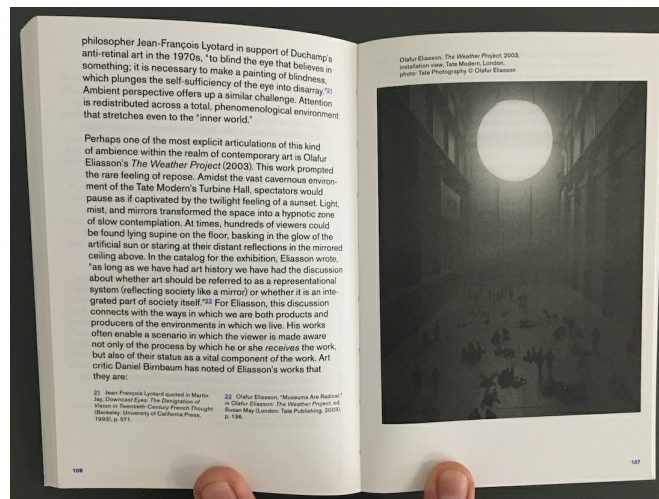 philosopher Jean-François Lyotard in support of Duchamp's
anti-retinal art in the 1970s, "to blind the eye that believes in
something; it is necessary to make a painting of blindness,
which plunges the self-sufficiency of the eye into disarray."21
Ambient perspective offers up a similar challenge. Attention
is redistributed across a total, phenomenological environment
that stretches even to the "inner world."
Perhaps one of the most explicit articulations of this kind
of ambience within the realm of contemporary art is Olafur
Eliasson's The Weather Project (2003). This work prompted
the rare feeling of repose. Amidst the vast cavernous environ-
ment of the Tate Modern's Turbine Hall, spectators would
pause as if captivated by the twilight feeling of a sunset. Light,
mist, and mirrors transformed the space into a hypnotic zone
of slow contemplation. At times, hundreds of viewers could
be found lying supine on the floor, basking in the glow of the
artificial sun or staring at their distant reflections in the mirrored
ceiling above. In the catalog for the exhibition, Eliasson wrote,
"as long as we have had art history we have had the discussion
about whether art should be referred to as a representational
system (reflecting society like a mirror) or whether it is an inte-
grated part of society itself."22 For Eliasson, this discussion
connects with the ways in which we are both products and
producers of the environments in which we live. His works
often enable a scenario in which the viewer is made aware
not only of the process by which he or she receives the work,
but also of their status as a vital component of the work. Art
critic Daniel Birnbaum has noted of Eliasson's works that
they are:
21 Jean-François Lyotard quoted in Martin
Jay, Downcast Eyes: The Denigration of
Vision in Twentieth-Century French Thought
(Berkeley: University of California Press,
1993), p. 571.
22 Olafur Eliasson, "Museums Are Radical,"
in Olafur Eliasson: The Weather Project, ed.
Susan May (London: Tate Publishing, 2003),
p. 136.
106
Olafur Eliasson, The Weather Project, 2003,
installation view, Tate Modern, London,
photo: Tate Photography © Olafur Eliasson
107